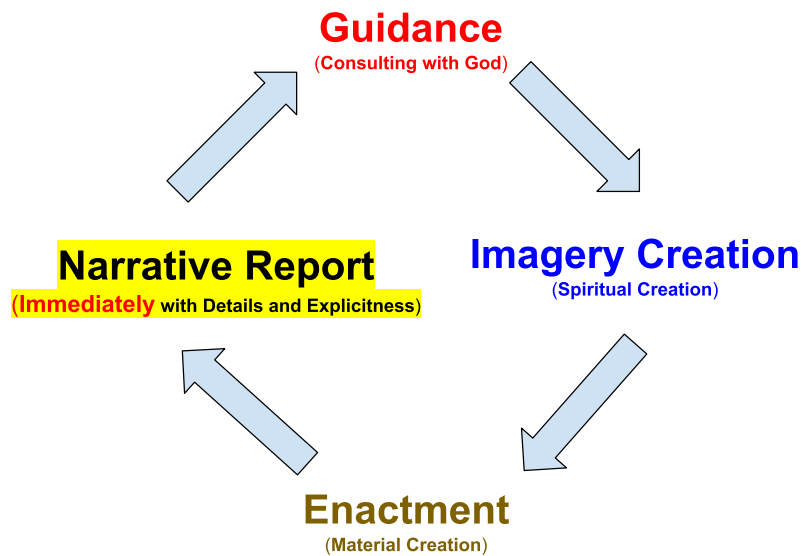 Guidance
(Consulting with God)
Imagery Creation
(Spiritual Creation)
Enactment
(Material Creation)
Narrative Report
(Immediately with Details and Explicitness)